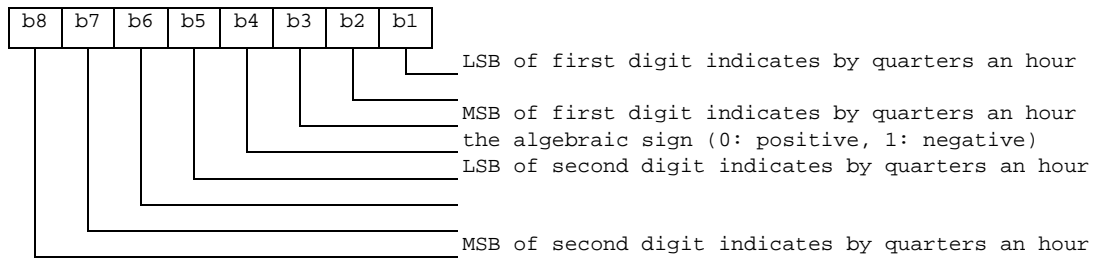 b8 b7 b6 b5 b4 b3 b2 b1
LSB of first digit indicates by quarters an hour
MSB of first digit indicates by quarters an hour
the algebraic sign (0: positive, 1: negative)
LSB of second digit indicates by quarters an hour
MSB of second digit indicates by quarters an hour